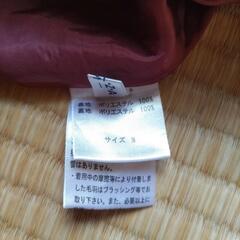 表地 ポリエステル 100%
裏地 ポリエステル 100%
サイズ M
響はありません。
・着用中の摩擦等により付着し
ました毛羽はブラッシング等でお
取り下さい。また、必要以上に